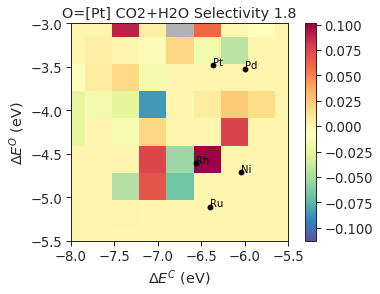 O=[Pt] CO2+H2O Selectivity 1.8
−3.0
−3.5
−4.0
−4.5
−5.0
−5.5
ΔE^O (eV)
Pt
Pd
Rh
Ni
Ru
−8.0 −7.5 −7.0 −6.5 −6.0 −5.5
ΔE^C (eV)
0.100
0.075
0.050
0.025
0.000
−0.025
−0.050
−0.075
−0.100